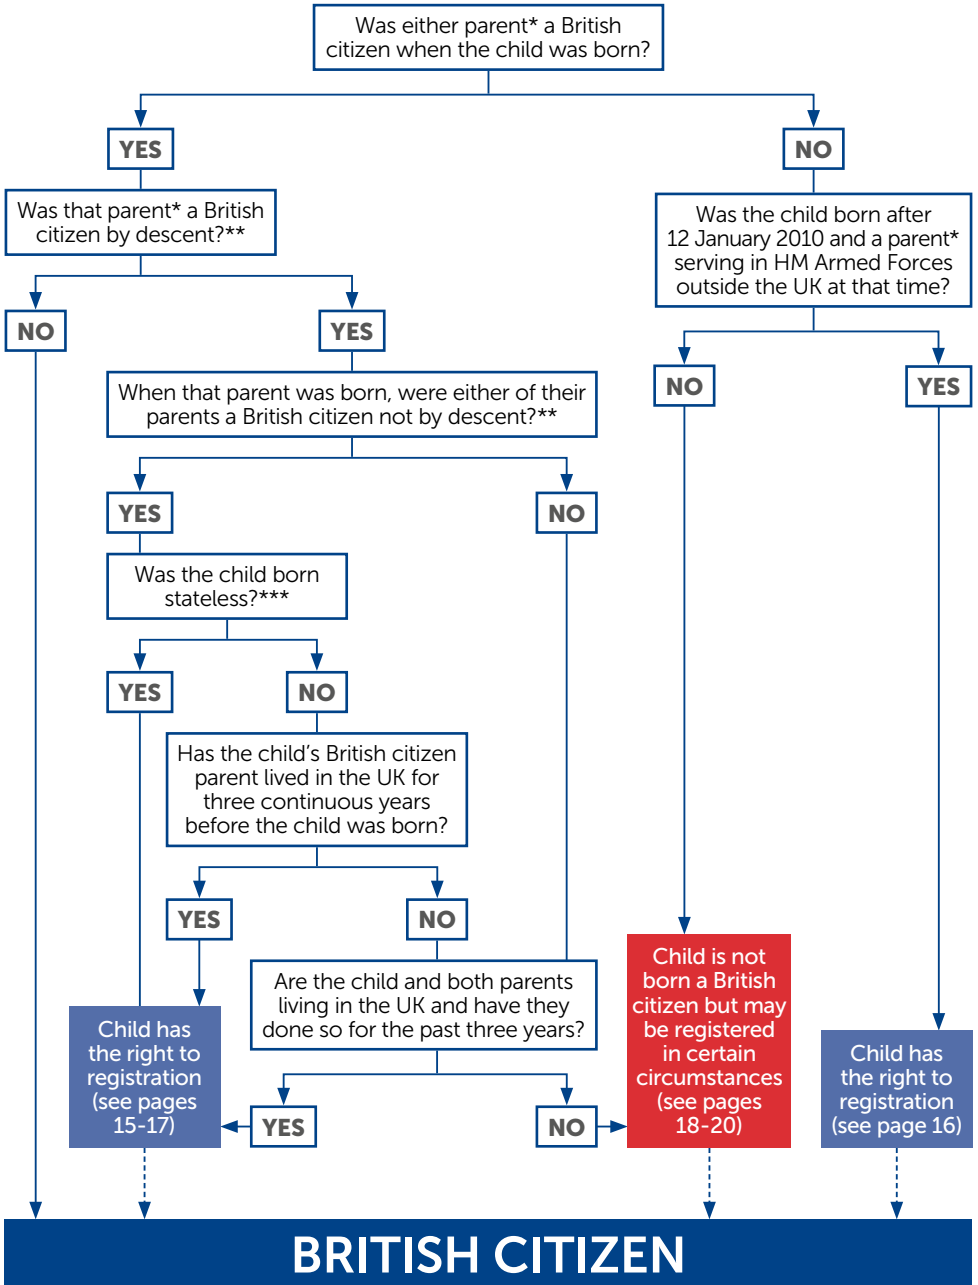 Was either parent* a British
citizen when the child was born?
YES
NO
Was that parent* a British
citizen by descent?**
Was the child born after
12 January 2010 and a parent*
serving in HM Armed Forces
outside the UK at that time?
NO
YES
NO
YES
When that parent was born, were either of their
parents a British citizen not by descent?**
YES
NO
Was the child born
stateless?***
YES
NO
Has the child's British citizen
parent lived in the UK for
three continuous years
before the child was born?
YES
NO
Are the child and both parents
living in the UK and have they
done so for the past three years?
Child has
the right to
registration
(see pages
15-17)
YES
NO
Child is not
born a British
citizen but may
be registered
in certain
circumstances
(see pages
18-20)
Child has
the right to
registration
(see page 16)
BRITISH CITIZEN